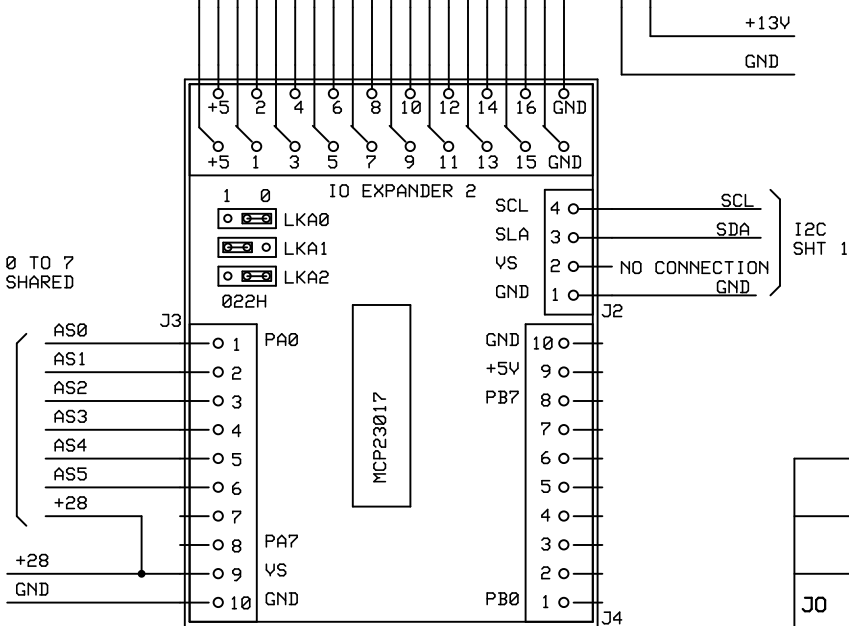 +13V
GND
+5 2 4 6 8 10 12 14 16 GND
+5 1 3 5 7 9 11 13 15 GND
IO EXPANDER 2
1 0
LKA0
LKA1
LKA2
022H
SCL 4 SCL
SLA 3 SDA
VS 2 NO CONNECTION
GND 1 GND
J2
I2C
SHT 1
0 TO 7
SHARED
J3
AS0 1 PA0
AS1 2
AS2 3
AS3 4
AS4 5
AS5 6
+28 7
8 PA7
+28 9 VS
GND 10 GND
MCP23017
GND 10
+5V 9
PB7 8
7
6
5
4
3
2
PB0 1
J4
JO